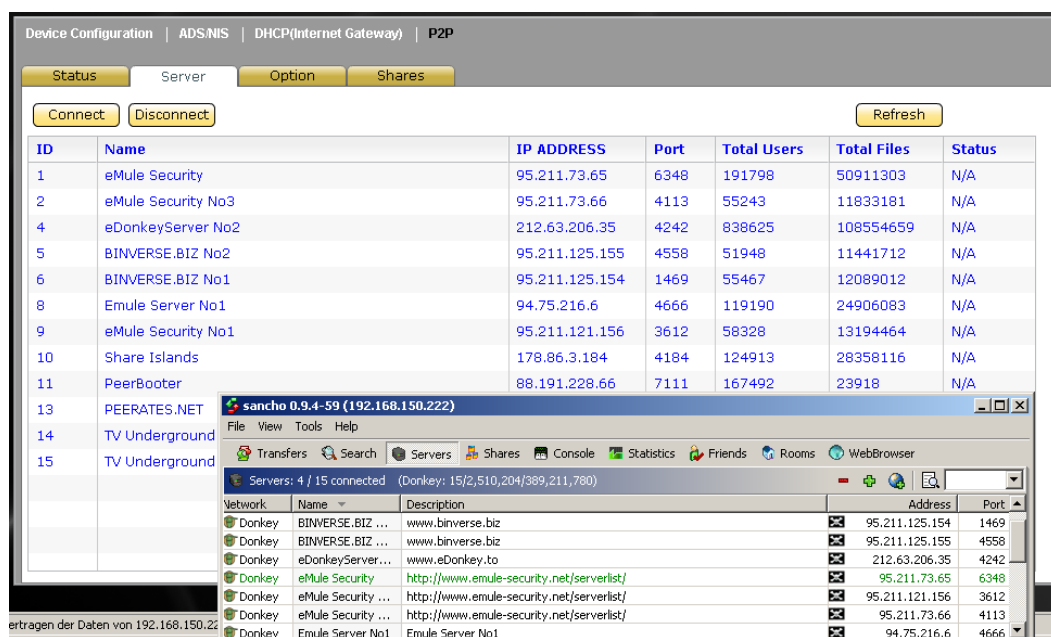 Device Configuration | ADS/NIS | DHCP(Internet Gateway) | P2P
Status Server Option Shares
Connect Disconnect Refresh
ID Name IP ADDRESS Port Total Users Total Files Status
1 eMule Security 95.211.73.65 6348 191798 50911303 N/A
2 eMule Security No3 95.211.73.66 4113 55243 11833181 N/A
4 eDonkeyServer No2 212.63.206.35 4242 838625 108554659 N/A
5 BINVERSE.BIZ No2 95.211.125.155 4558 51948 11441712 N/A
6 BINVERSE.BIZ No1 95.211.125.154 1469 55467 12089012 N/A
8 Emule Server No1 94.75.216.6 4666 119190 24906083 N/A
9 eMule Security No1 95.211.121.156 3612 58328 13194464 N/A
10 Share Islands 178.86.3.184 4184 124913 28358116 N/A
11 PeerBooter 88.191.228.66 7111 167492 23918 N/A
13 PEERATES.NET
14 TV Underground
15 TV Underground
sancho 0.9.4-59 (192.168.150.222)
File View Tools Help
Transfers Search Servers Shares Console Statistics Friends Rooms WebBrowser
Servers: 4 / 15 connected (Donkey: 15/2,510,204/389,211,780)
Network Name Description Address Port
Donkey BINVERSE.BIZ ... www.binverse.biz 95.211.125.154 1469
Donkey BINVERSE.BIZ ... www.binverse.biz 95.211.125.155 4558
Donkey eDonkeyServer... www.eDonkey.to 212.63.206.35 4242
Donkey eMule Security http://www.emule-security.net/serverlist/ 95.211.73.65 6348
Donkey eMule Security ... http://www.emule-security.net/serverlist/ 95.211.121.156 3612
Donkey eMule Security ... http://www.emule-security.net/serverlist/ 95.211.73.66 4113
Donkey Emule Server No1 Emule Server No1 94.75.216.6 4666
ertragen der Daten von 192.168.150.22